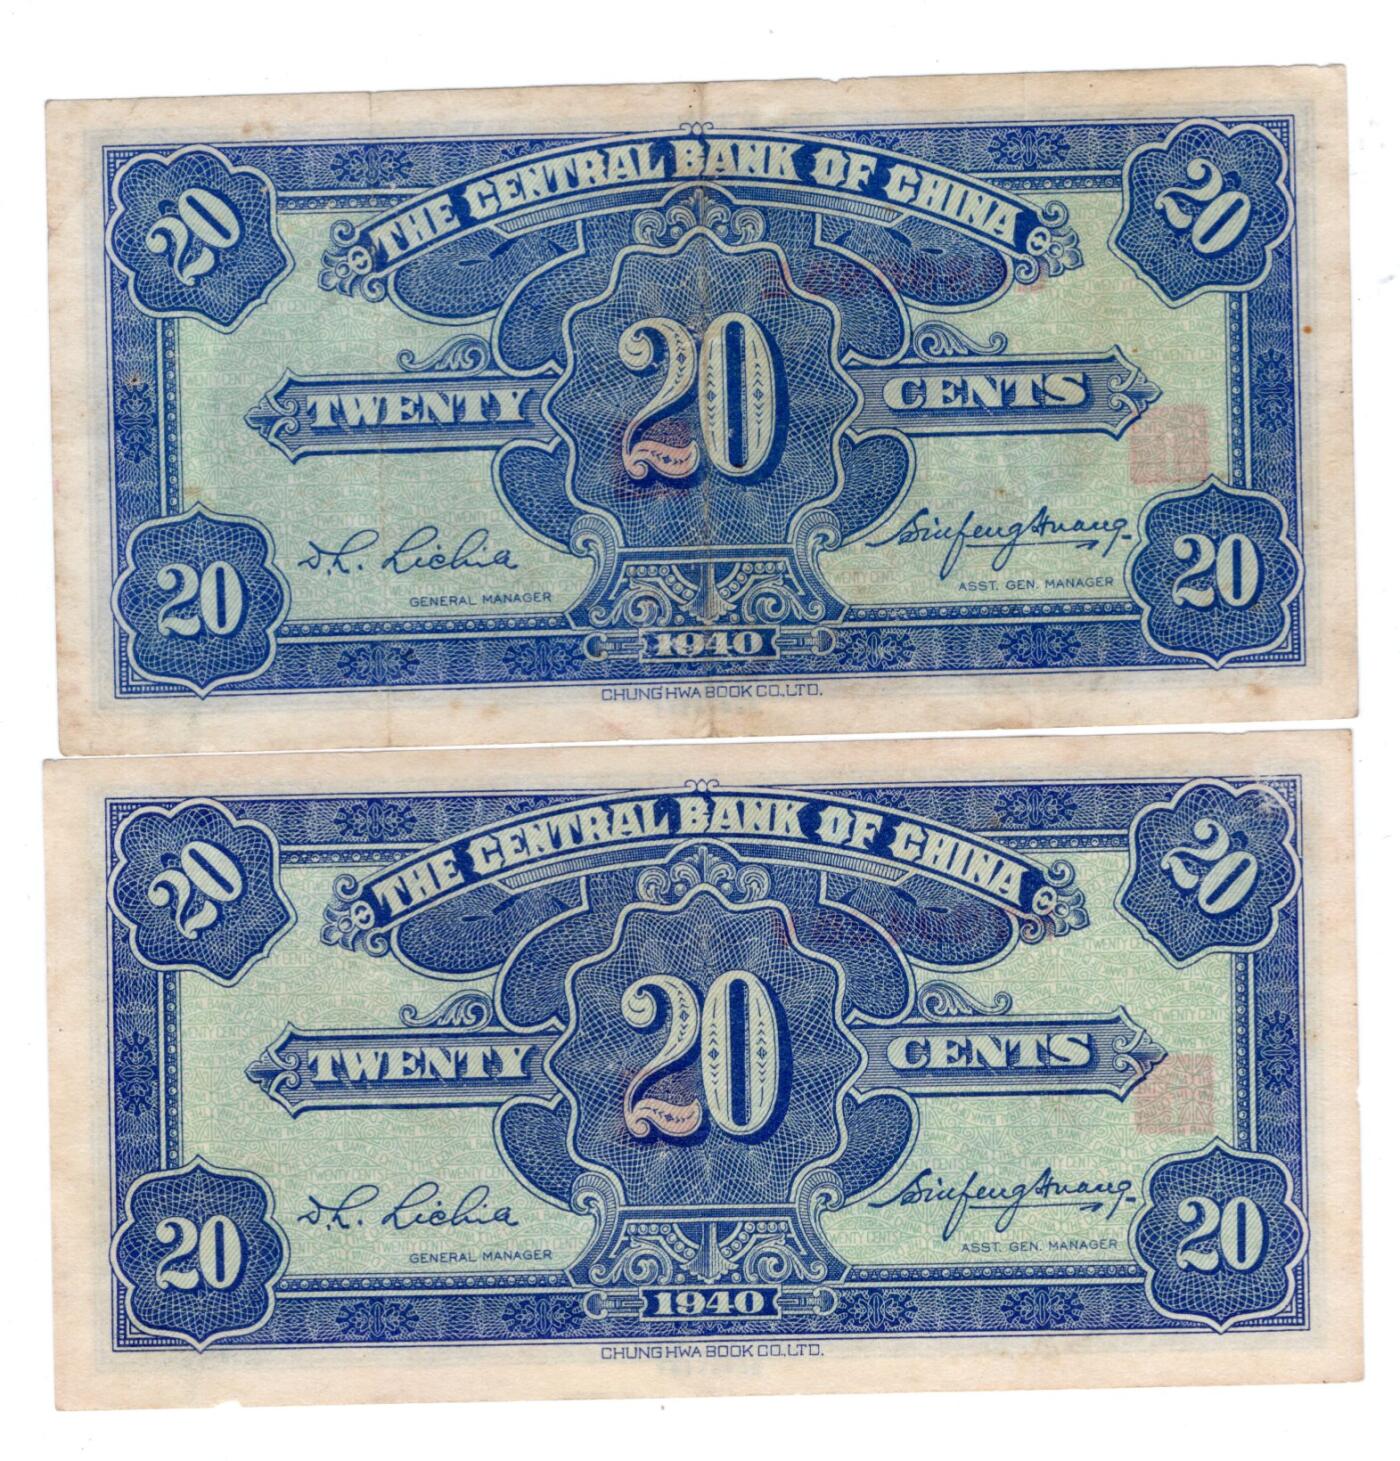 THE CENTRAL BANK OF CHINA
20 20
20
TWENTY CENTS
GENERAL MANAGER
ASST. GEN. MANAGER
20 20
1940
CHUNG HWA BOOK CO., LTD.
THE CENTRAL BANK OF CHINA
20 20
20
TWENTY CENTS
GENERAL MANAGER
ASST. GEN. MANAGER
20 20
1940
CHUNG HWA BOOK CO., LTD.